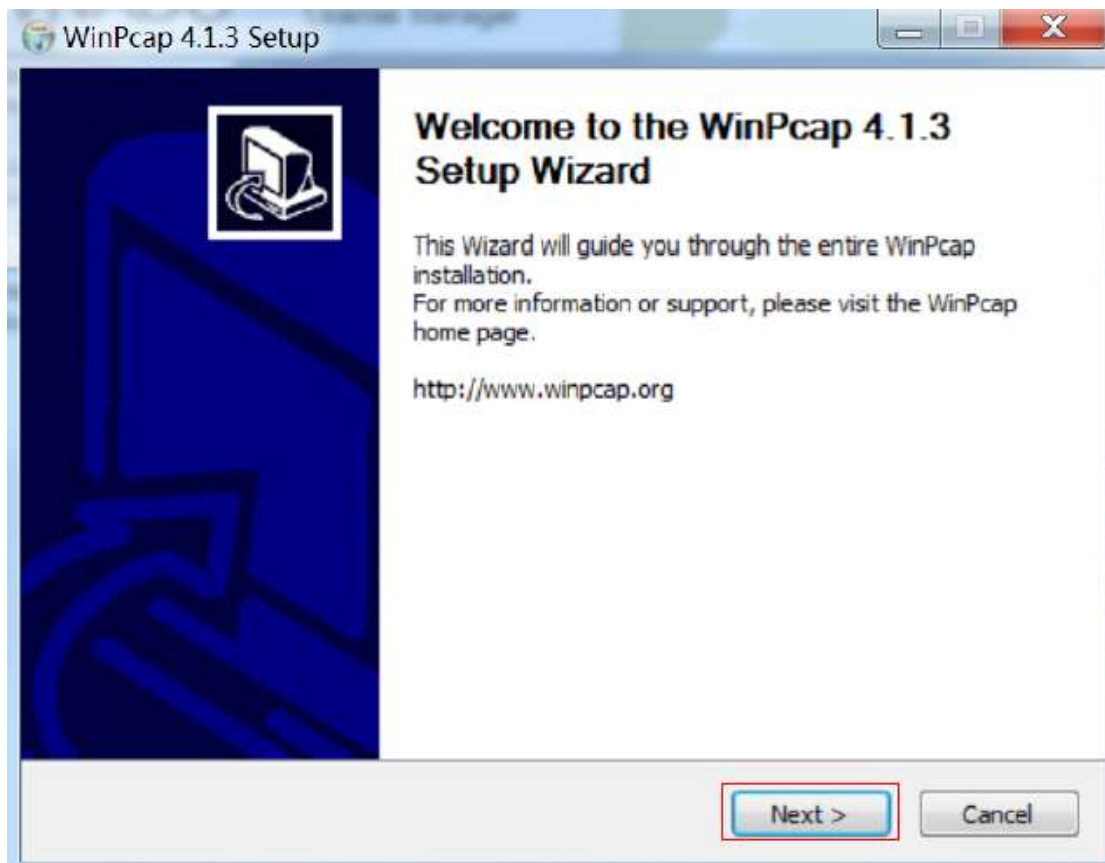 WinPcap 4.1.3 Setup
Welcome to the WinPcap 4.1.3
Setup Wizard
This Wizard will guide you through the entire WinPcap
installation.
For more information or support, please visit the WinPcap
home page.
http://www.winpcap.org
Next >
Cancel